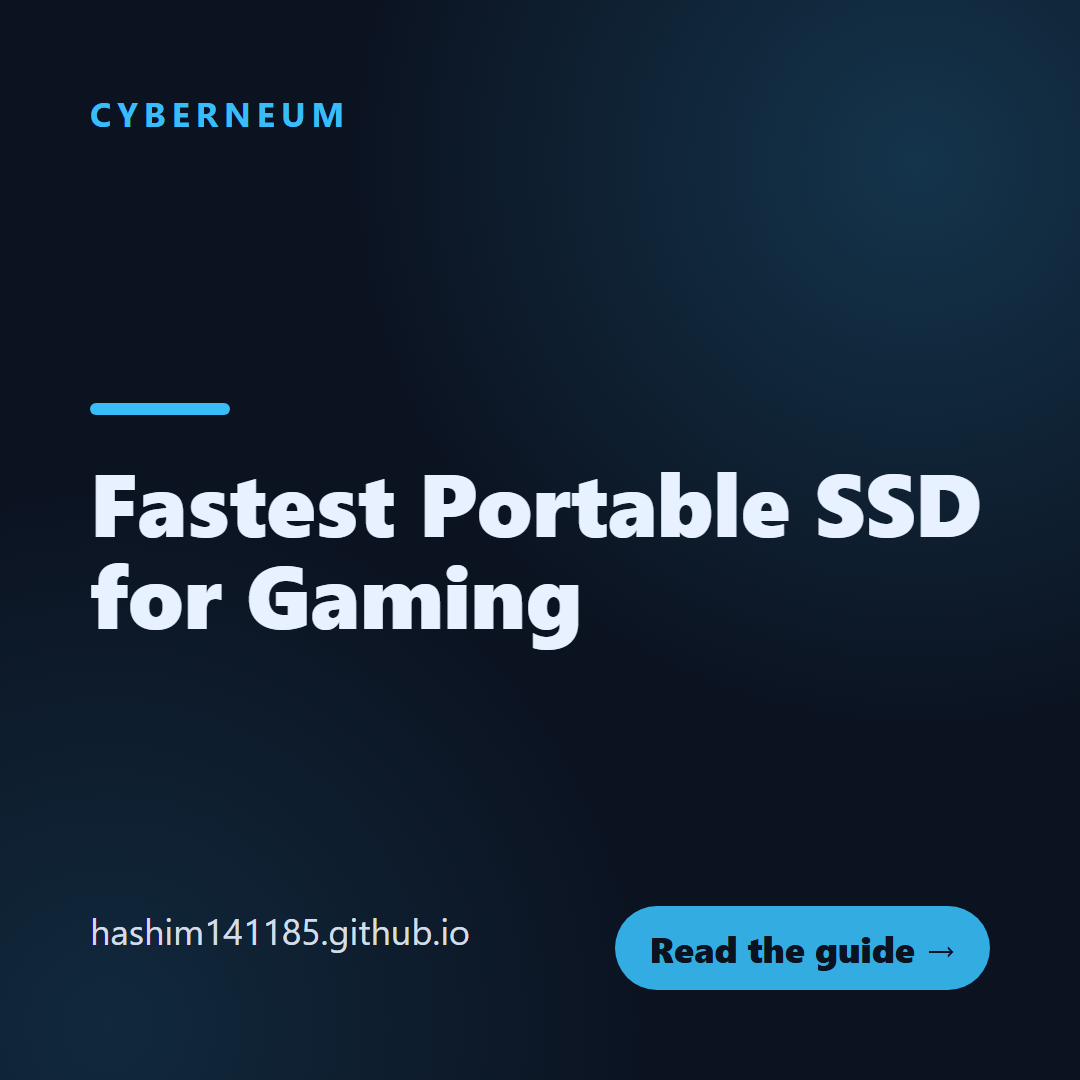 CYBERNEUM
Fastest Portable SSD
for Gaming
hashim141185.github.io
Read the guide →